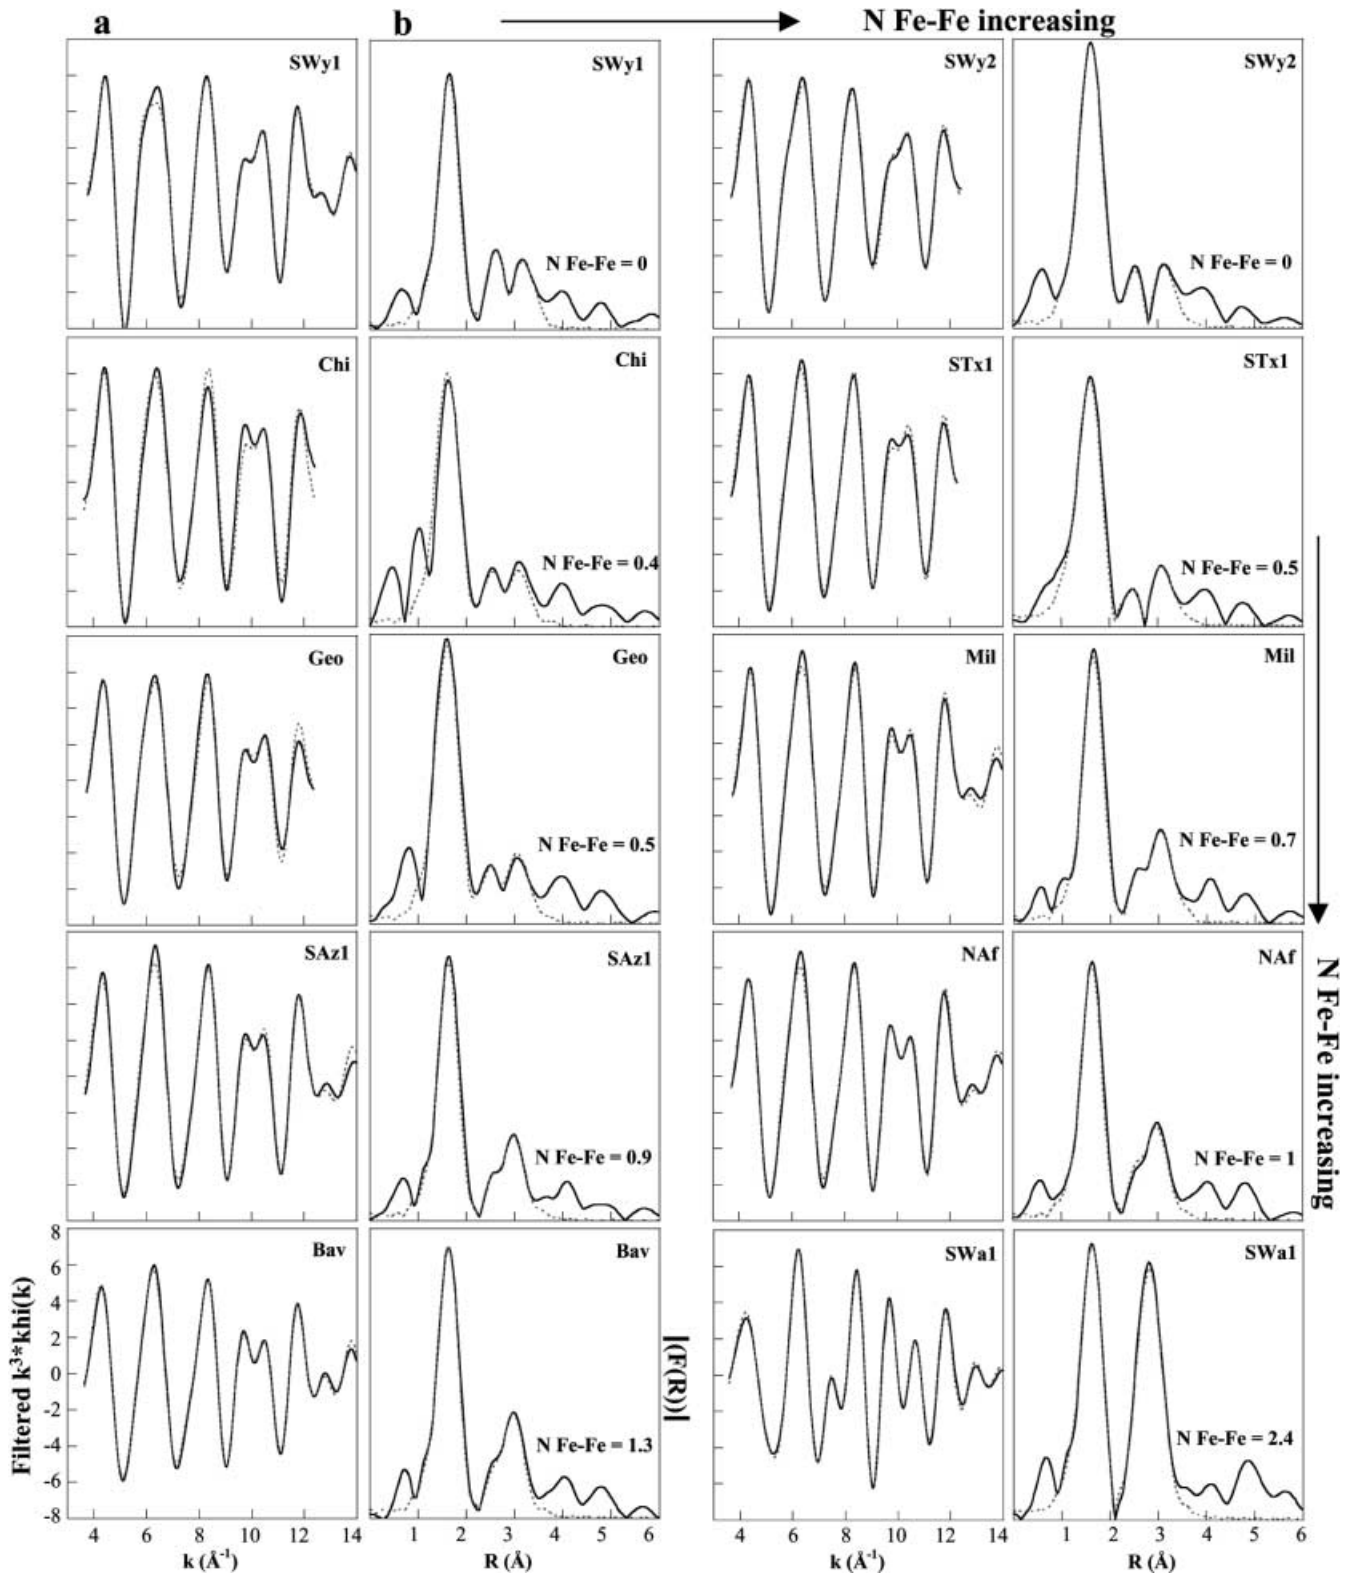 a
b
N Fe-Fe increasing
SWy1
SWy1
N Fe-Fe = 0
SWy2
SWy2
N Fe-Fe = 0
Chi
Chi
N Fe-Fe = 0.4
STx1
STx1
N Fe-Fe = 0.5
Geo
Geo
N Fe-Fe = 0.5
Mil
Mil
N Fe-Fe = 0.7
SAz1
SAz1
N Fe-Fe = 0.9
NAf
NAf
N Fe-Fe = 1
N Fe-Fe increasing
Bav
Bav
N Fe-Fe = 1.3
SWa1
SWa1
N Fe-Fe = 2.4
Filtered k³*khi(k)
8
6
4
2
0
-2
-4
-6
-8
|(F(R))|
4 6 8 10 12 14
1 2 3 4 5 6
4 6 8 10 12 14
1 2 3 4 5 6
k (Å⁻¹)
R (Å)
k (Å⁻¹)
R (Å)